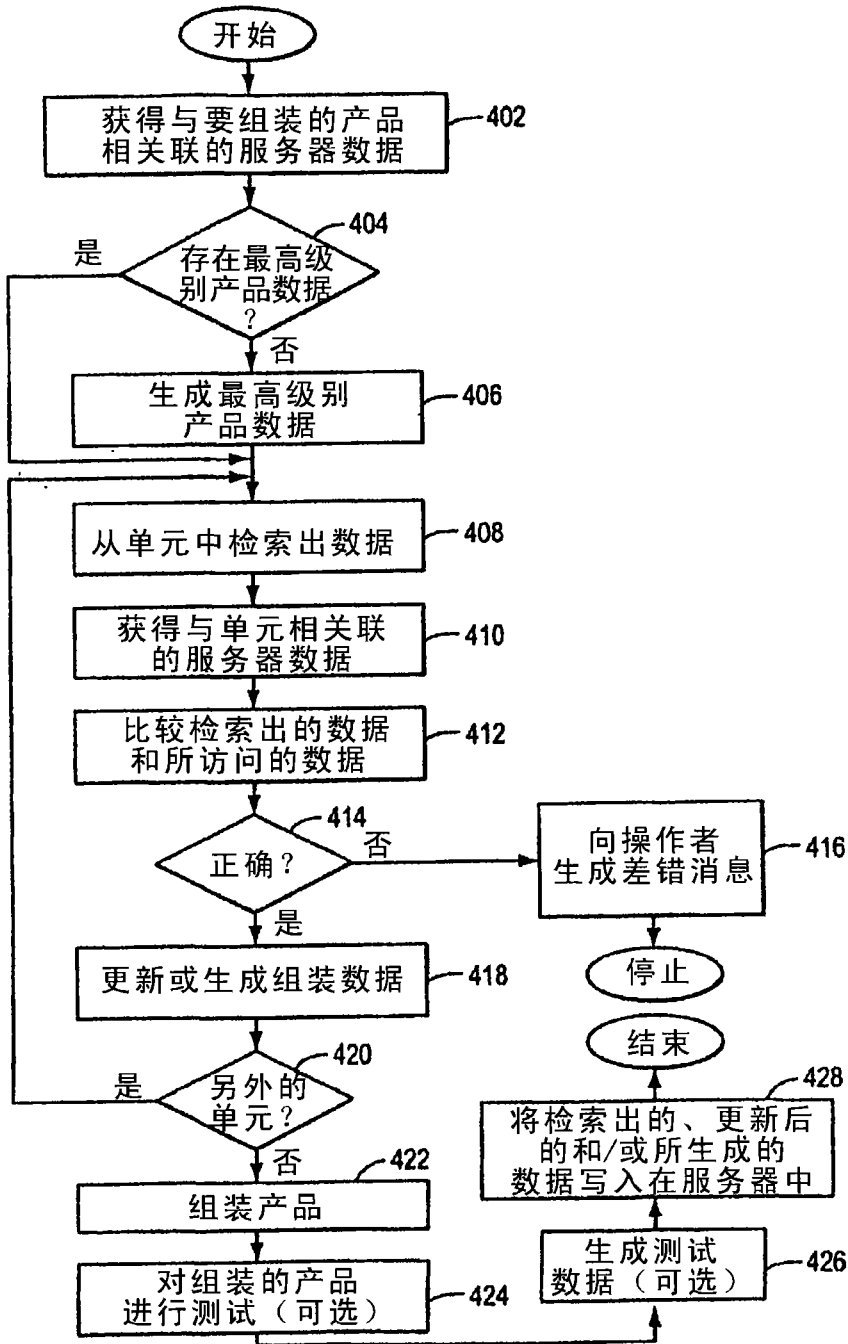 开始
获得与要组装的产品
相关联的服务器数据
402
404
存在最高级
别产品数据
?
是
否
生成最高级别
产品数据
406
从单元中检索出数据
408
获得与单元相关联
的服务器数据
410
比较检索出的数据
和所访问的数据
412
414
正确?
否
是
向操作者
生成差错消息
416
停止
更新或生成组装数据
418
420
另外的
单元?
是
否
422
组装产品
对组装的产品
进行测试(可选)
424
生成测试
数据(可选)
426
428
将检索出的、更新后
的和/或所生成的
数据写入在服务器中
结束